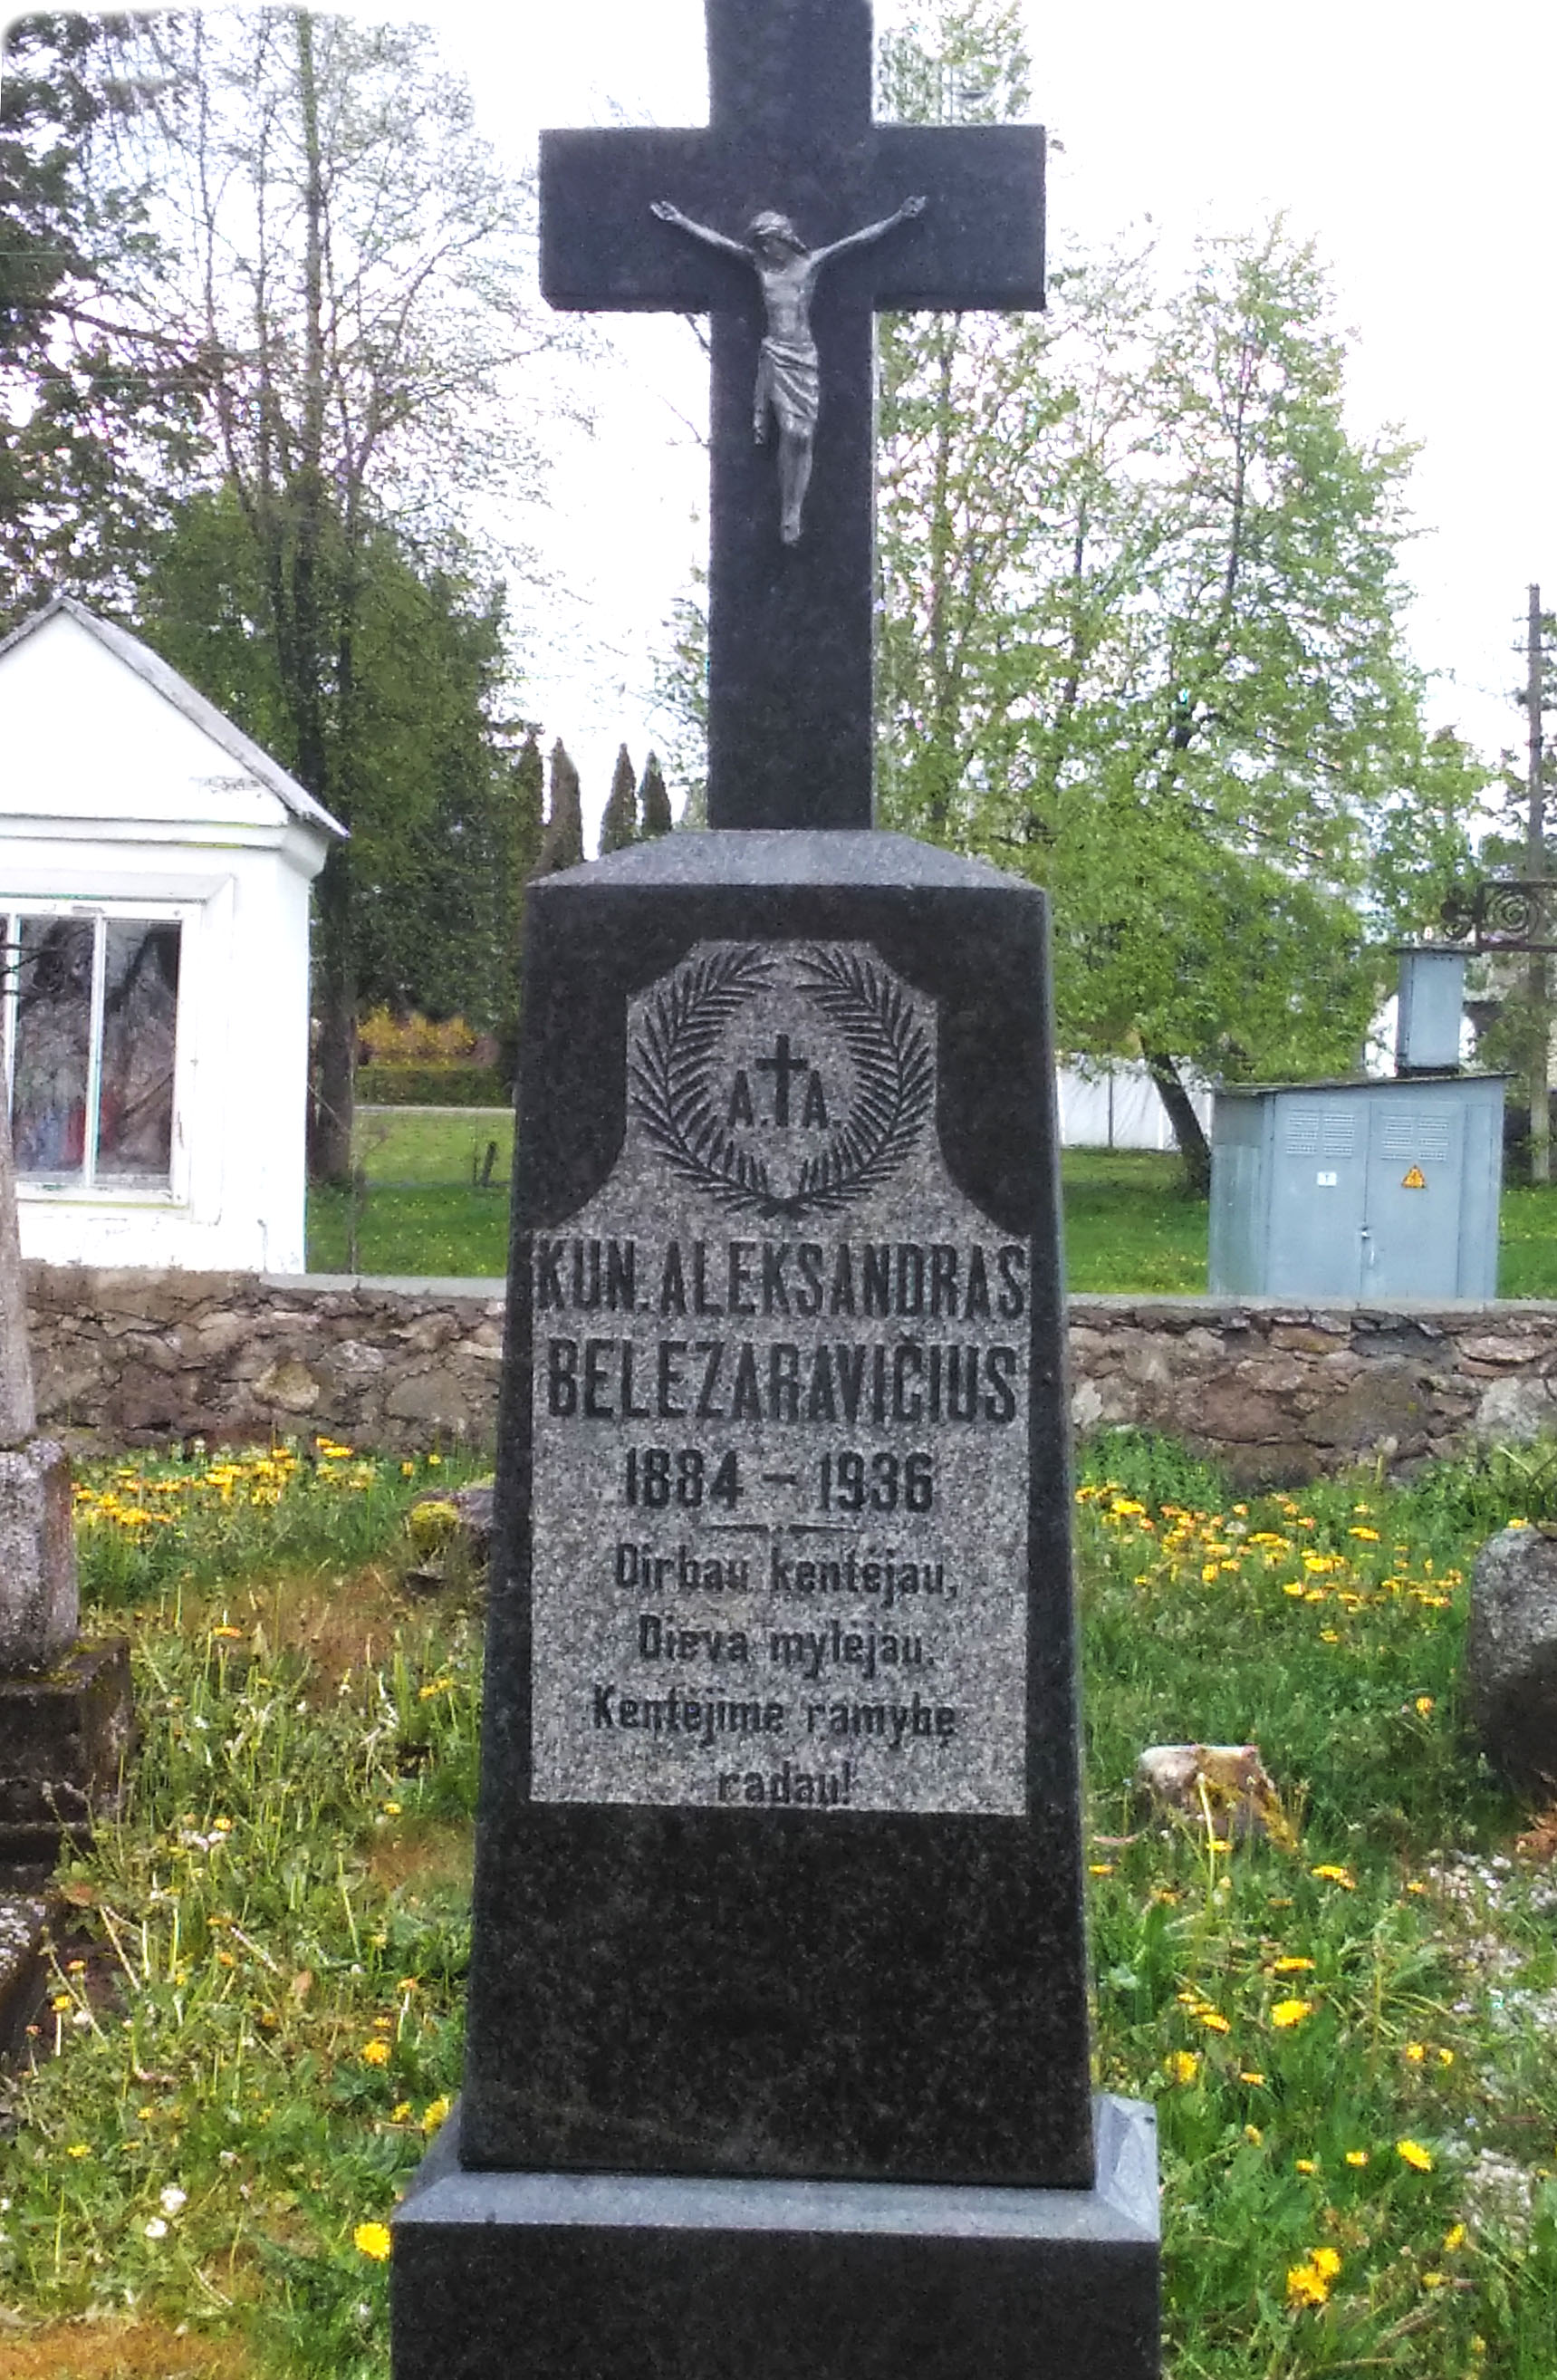 A. † A.
KUN. ALEKSANDRAS
BELEZARAVIČIUS
1884 – 1936
Dirbau kentėjau,
Dievą mylėjau.
Kentėjime ramybę
radau!